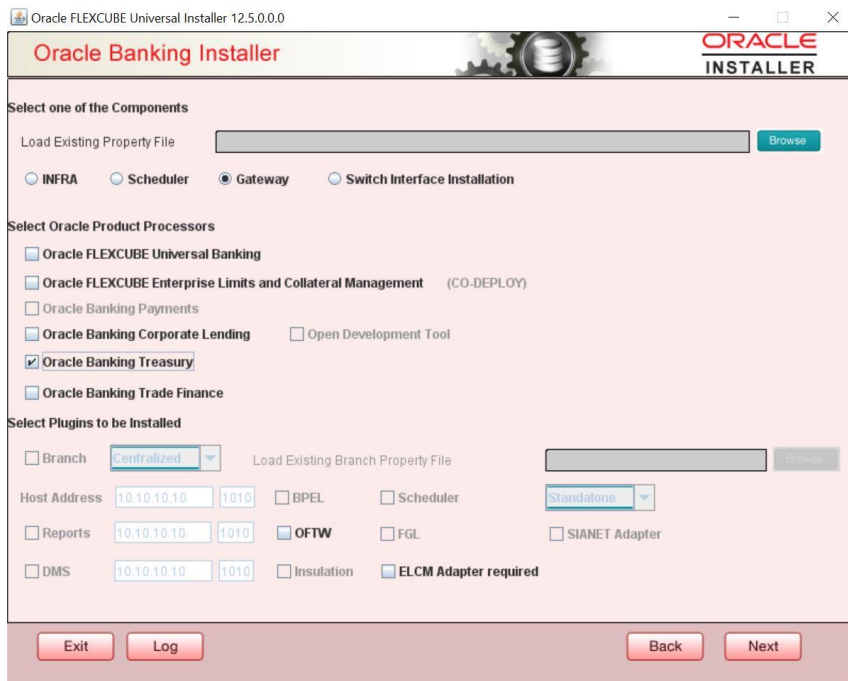 Oracle FLEXCUBE Universal Installer 12.5.0.0.0
Oracle Banking Installer
ORACLE
INSTALLER
Select one of the Components
Load Existing Property File
Browse
INFRA Scheduler Gateway Switch Interface Installation
Select Oracle Product Processors
Oracle FLEXCUBE Universal Banking
Oracle FLEXCUBE Enterprise Limits and Collateral Management (CO-DEPLOY)
Oracle Banking Payments
Oracle Banking Corporate Lending Open Development Tool
Oracle Banking Treasury
Oracle Banking Trade Finance
Select Plugins to be Installed
Branch Centralized Load Existing Branch Property File Browse
Host Address 10.10.10.10 1010 BPEL Scheduler Standalone
Reports 10.10.10.10 1010 OFTW FGL SIANET Adapter
DMS 10.10.10.10 1010 Insulation ELCM Adapter required
Exit Log Back Next